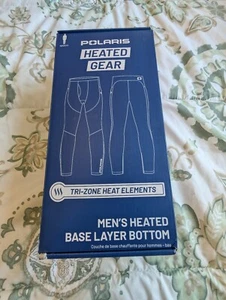 POLARIS
HEATED
GEAR
TRI-ZONE HEAT ELEMENTS
MEN'S HEATED
BASE LAYER BOTTOM
Couche de base chauffante pour hommes - bas